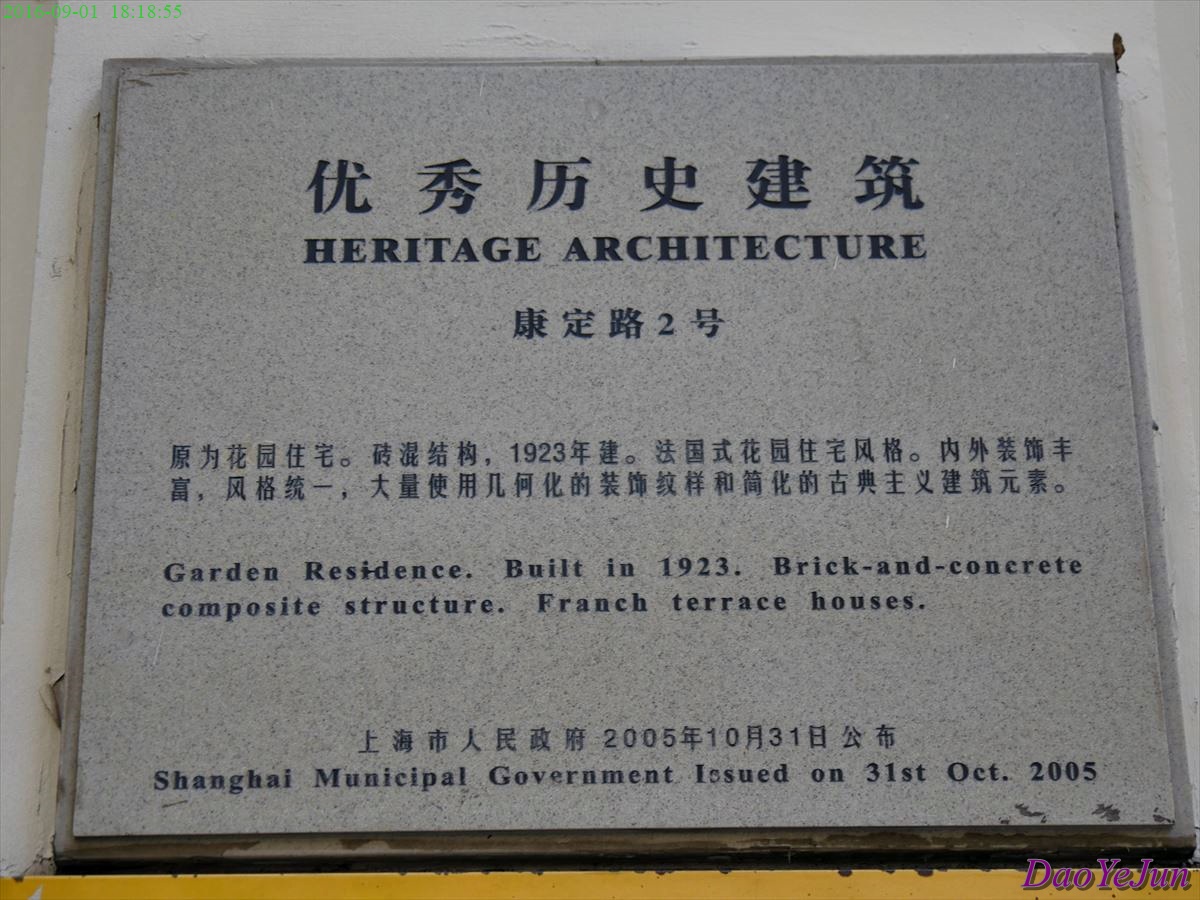 2016-09-01 18:18:55
优秀历史建筑
HERITAGE ARCHITECTURE
康定路2号
原为花园住宅。砖混结构，1923年建。法国式花园住宅风格。内外装饰丰
富，风格统一，大量使用几何化的装饰纹样和简化的古典主义建筑元素。
Garden Residence. Built in 1923. Brick-and-concrete
composite structure. Franch terrace houses.
上海市人民政府 2005年10月31日公布
Shanghai Municipal Government Issued on 31st Oct. 2005
DaoYeJun